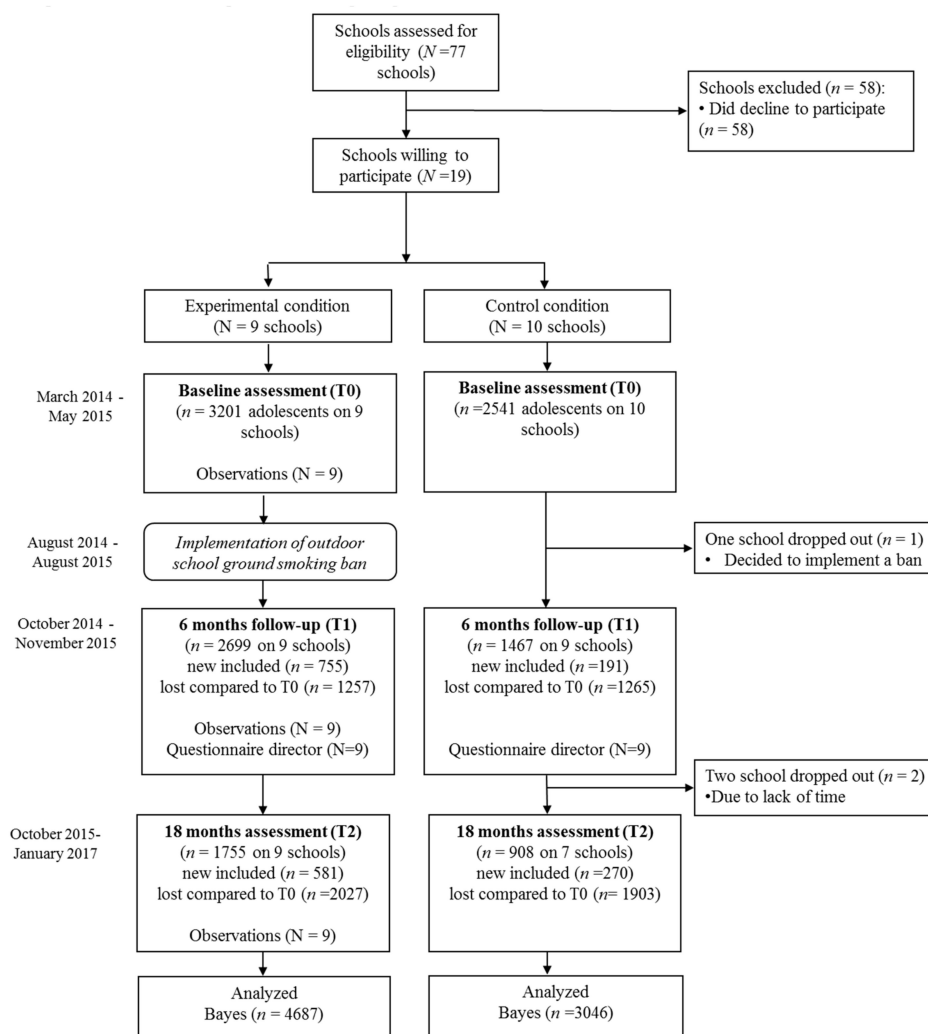 Schools assessed for
eligibility (N =77
schools)
Schools excluded (n = 58):
• Did decline to participate
(n = 58)
Schools willing to
participate (N =19)
Experimental condition
(N = 9 schools)
Control condition
(N = 10 schools)
March 2014 -
May 2015
Baseline assessment (T0)
(n = 3201 adolescents on 9
schools)
Observations (N = 9)
Baseline assessment (T0)
(n =2541 adolescents on 10
schools)
August 2014 -
August 2015
Implementation of outdoor
school ground smoking ban
One school dropped out (n = 1)
• Decided to implement a ban
October 2014 -
November 2015
6 months follow-up (T1)
(n = 2699 on 9 schools)
new included (n = 755)
lost compared to T0 (n = 1257)
Observations (N = 9)
Questionnaire director (N=9)
6 months follow-up (T1)
(n = 1467 on 9 schools)
new included (n =191)
lost compared to T0 (n =1265)
Questionnaire director (N=9)
Two school dropped out (n = 2)
•Due to lack of time
October 2015-
January 2017
18 months assessment (T2)
(n = 1755 on 9 schools)
new included (n = 581)
lost compared to T0 (n =2027)
Observations (N = 9)
18 months assessment (T2)
(n = 908 on 7 schools)
new included (n =270)
lost compared to T0 (n= 1903)
Analyzed
Bayes (n = 4687)
Analyzed
Bayes (n =3046)